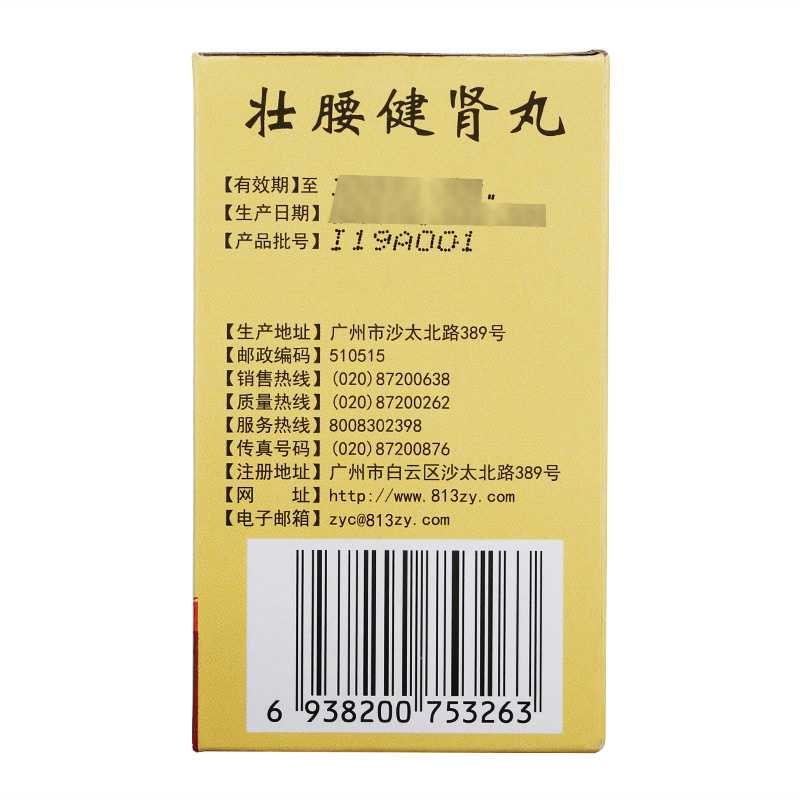 壮腰健肾丸
【有效期】至
【生产日期】
【产品批号】I19A001
【生产地址】广州市沙太北路389号
【邮政编码】510515
【销售热线】(020)87200638
【质量热线】(020)87200262
【服务热线】8008302398
【传真号码】(020)87200876
【注册地址】广州市白云区沙太北路389号
【网　　址】http://www.813zy.com
【电子邮箱】zyc@813zy.com
6 938200 753263